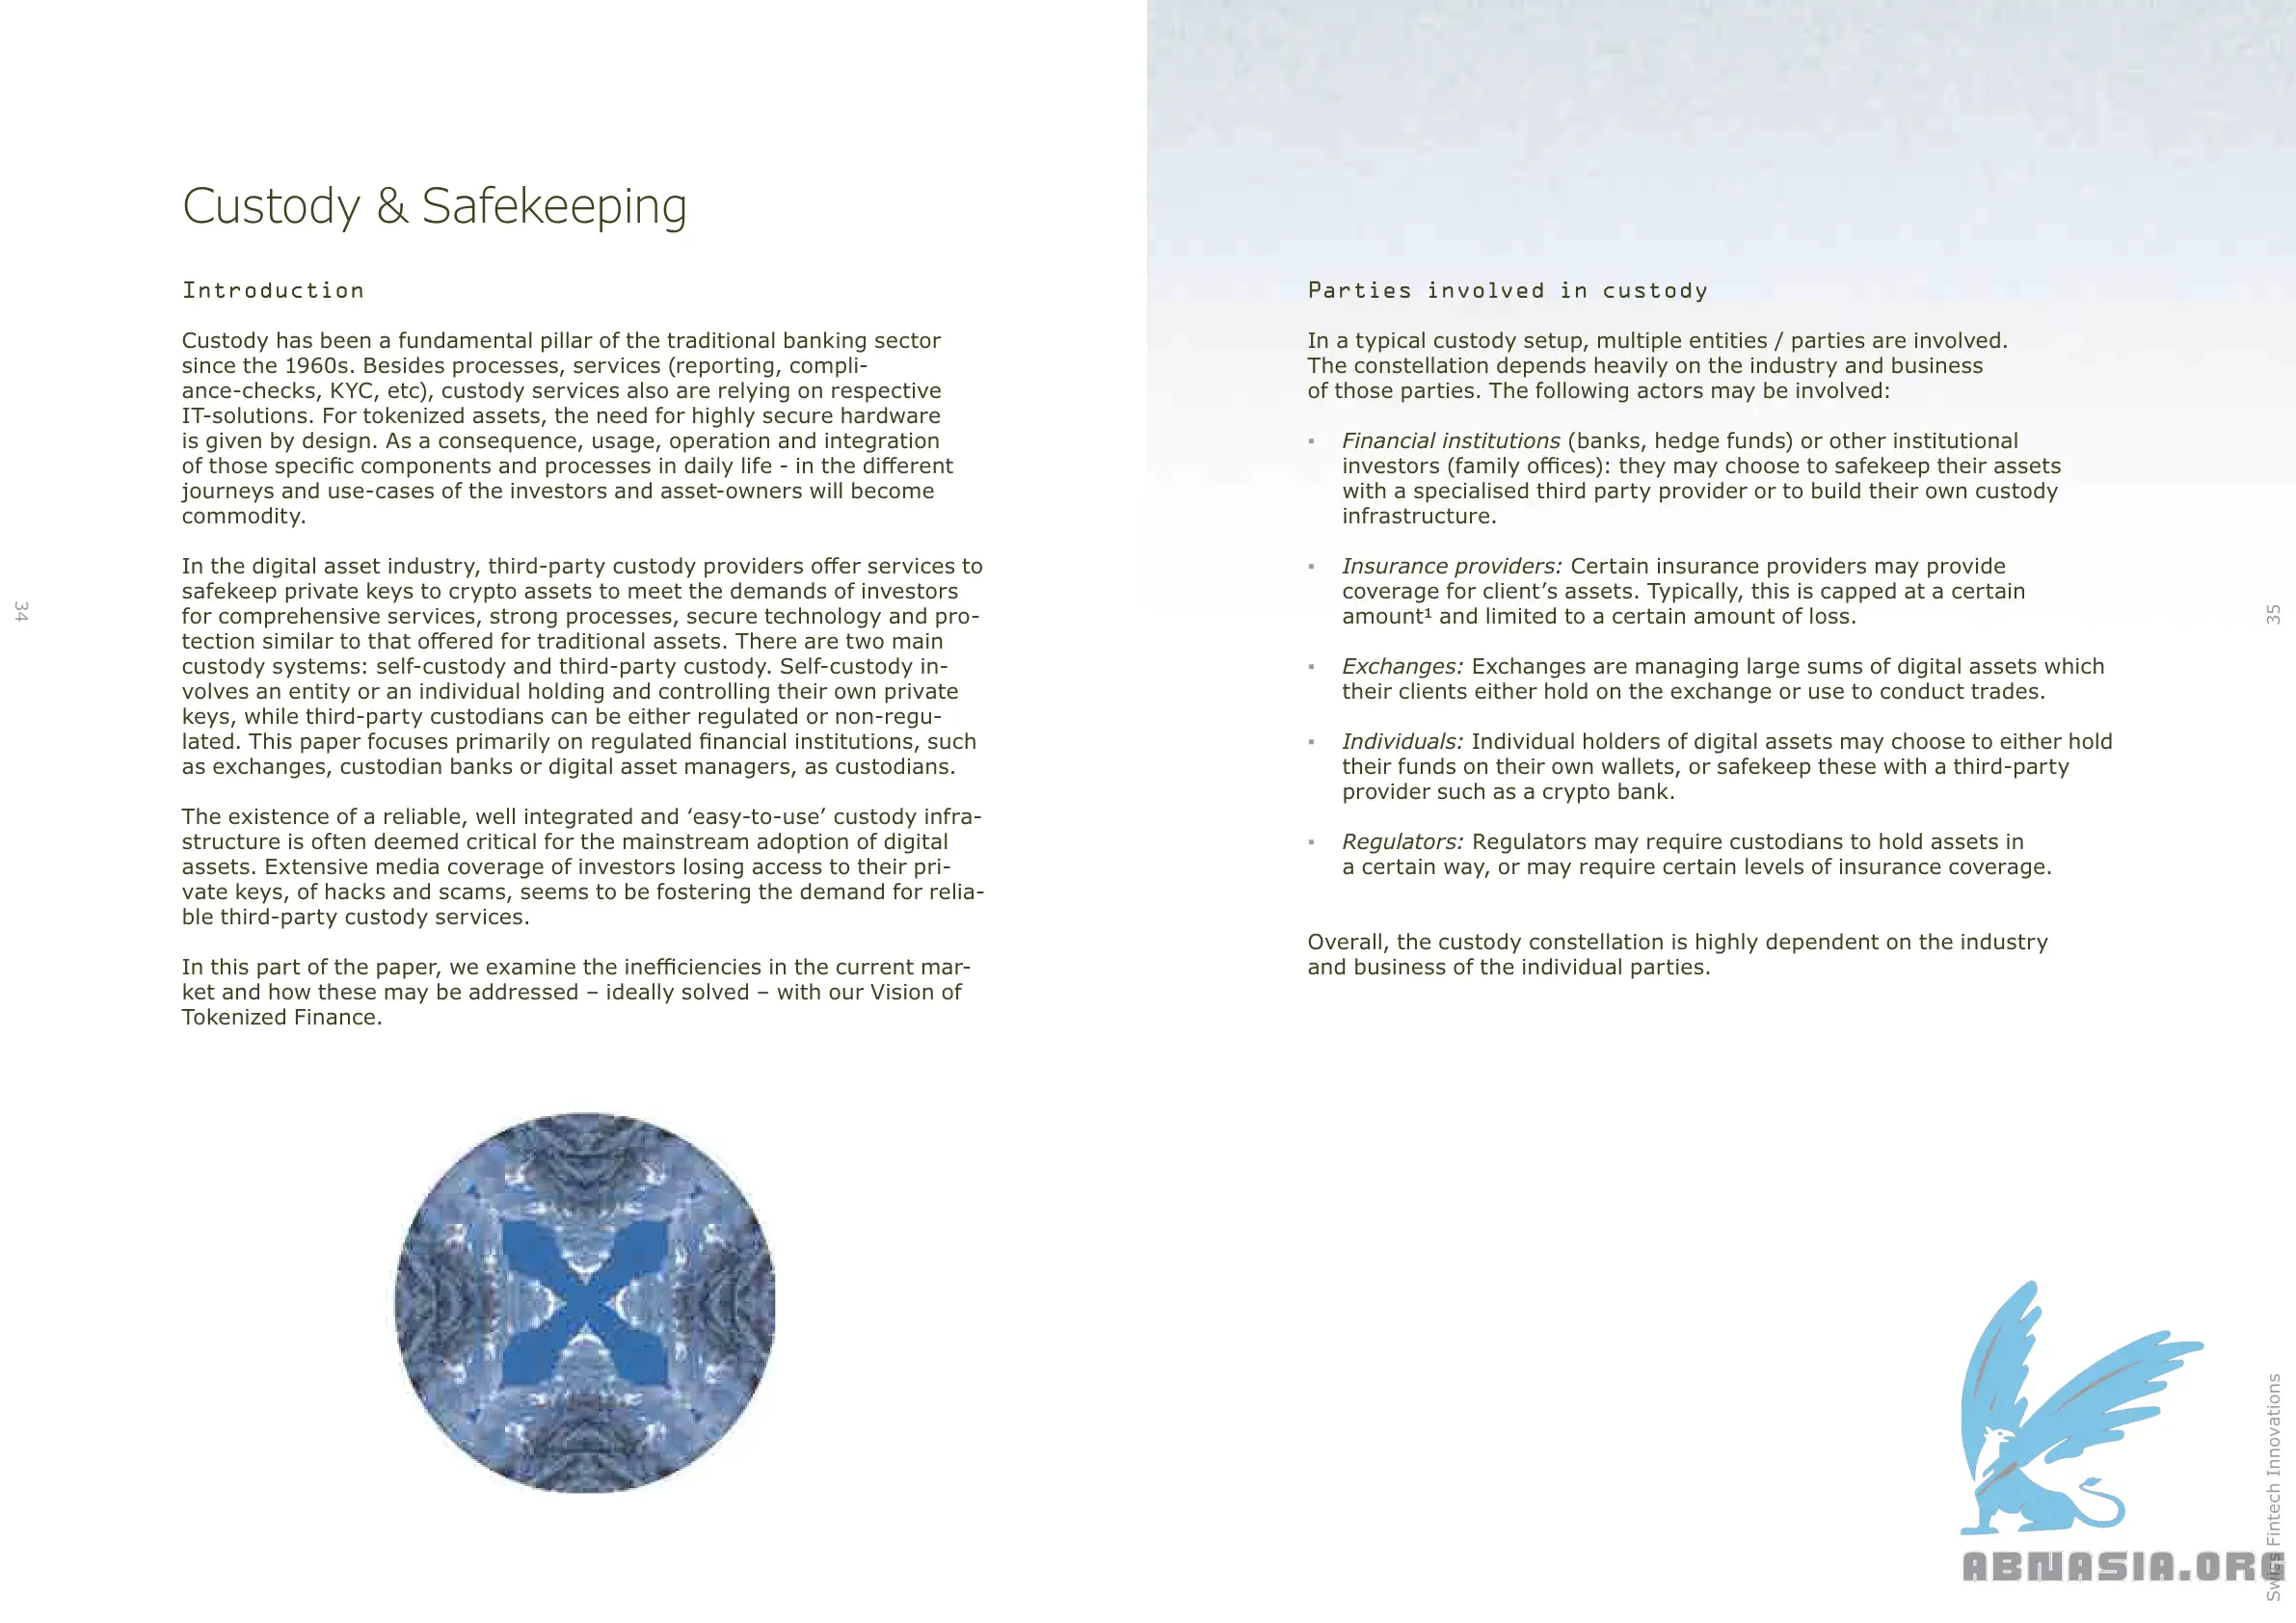 Custody & Safekeeping
Introduction
Custody has been a fundamental pillar of the traditional banking sector
since the 1960s. Besides processes, services (reporting, compli-
ance-checks, KYC, etc), custody services also are relying on respective
IT-solutions. For tokenized assets, the need for highly secure hardware
is given by design. As a consequence, usage, operation and integration
of those specific components and processes in daily life - in the different
journeys and use-cases of the investors and asset-owners will become
commodity.
In the digital asset industry, third-party custody providers offer services to
safekeep private keys to crypto assets to meet the demands of investors
for comprehensive services, strong processes, secure technology and pro-
tection similar to that offered for traditional assets. There are two main
custody systems: self-custody and third-party custody. Self-custody in-
volves an entity or an individual holding and controlling their own private
keys, while third-party custodians can be either regulated or non-regu-
lated. This paper focuses primarily on regulated financial institutions, such
as exchanges, custodian banks or digital asset managers, as custodians.
The existence of a reliable, well integrated and ‘easy-to-use’ custody infra-
structure is often deemed critical for the mainstream adoption of digital
assets. Extensive media coverage of investors losing access to their pri-
vate keys, of hacks and scams, seems to be fostering the demand for relia-
ble third-party custody services.
In this part of the paper, we examine the inefficiencies in the current mar-
ket and how these may be addressed – ideally solved – with our Vision of
Tokenized Finance.
34
Parties involved in custody
In a typical custody setup, multiple entities / parties are involved.
The constellation depends heavily on the industry and business
of those parties. The following actors may be involved:
▪ Financial institutions (banks, hedge funds) or other institutional
investors (family offices): they may choose to safekeep their assets
with a specialised third party provider or to build their own custody
infrastructure.
▪ Insurance providers: Certain insurance providers may provide
coverage for client’s assets. Typically, this is capped at a certain
amount¹ and limited to a certain amount of loss.
▪ Exchanges: Exchanges are managing large sums of digital assets which
their clients either hold on the exchange or use to conduct trades.
▪ Individuals: Individual holders of digital assets may choose to either hold
their funds on their own wallets, or safekeep these with a third-party
provider such as a crypto bank.
▪ Regulators: Regulators may require custodians to hold assets in
a certain way, or may require certain levels of insurance coverage.
Overall, the custody constellation is highly dependent on the industry
and business of the individual parties.
35
Swiss Fintech Innovations
ABNASIA.ORG